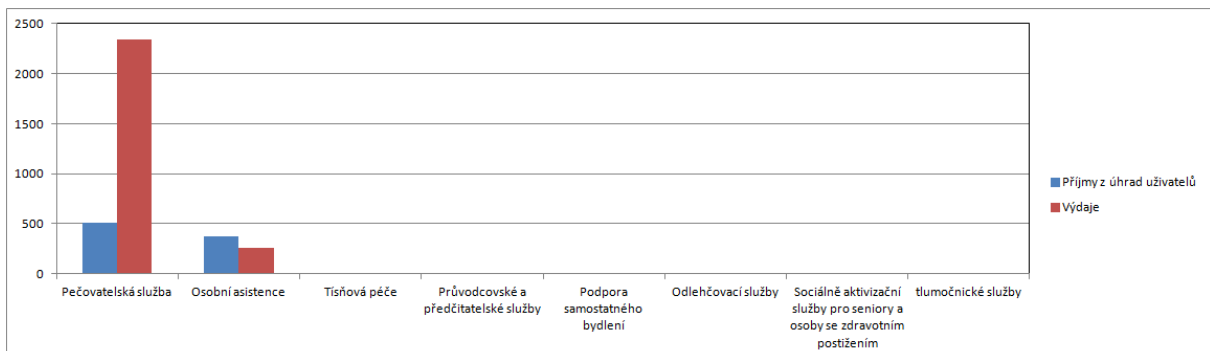 2500
2000
1500
1000
500
0
Pečovatelská služba
Osobní asistence
Tísňová péče
Průvodcovské a
předčitatelské služby
Podpora
samostatného
bydlení
Odlehčovací služby
Sociálně aktivizační
služby pro seniory a
osoby se zdravotním
postižením
tlumočnické služby
Příjmy z úhrad uživatelů
Výdaje